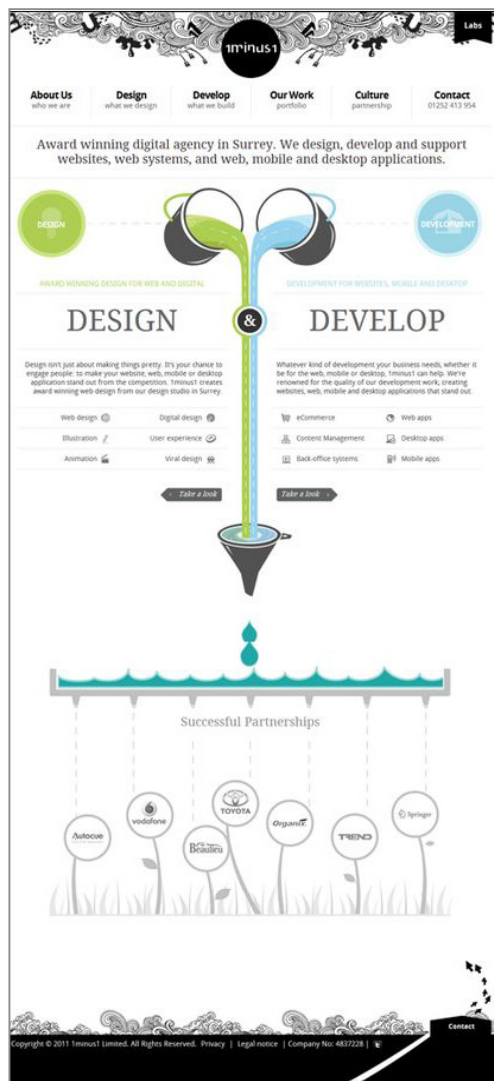 Labs
1minus1
About Us
who we are
Design
what we design
Develop
what we build
Our Work
portfolio
Culture
partnership
Contact
01252 413 954
Award winning digital agency in Surrey. We design, develop and support
websites, web systems, and web, mobile and desktop applications.
DESIGN
DEVELOPMENT
AWARD WINNING DESIGN FOR WEB AND DIGITAL
DEVELOPMENT FOR WEBSITES, MOBILE AND DESKTOP
DESIGN
&
DEVELOP
Design isn't just about making things pretty. It's your chance to
engage people: to make your website, web, mobile or desktop
application stand out from the competition. 1minus1 creates
award winning web design from our design studio in Surrey.
Whatever kind of development your business needs, whether it
be for the web, mobile or desktop, 1minus1 can help. We're
renowned for the quality of our development work, creating
websites, web, mobile and desktop applications that stand out.
Web design
Digital design
Illustration
User experience
Animation
Viral design
eCommerce
Web apps
Content Management
Desktop apps
Back-office systems
Mobile apps
Take a look
Take a look
Successful Partnerships
Autocue
vodafone
Beaulieu
TOYOTA
Organix
TREND
Springer
Contact
Copyright © 2011 1minus1 Limited. All Rights Reserved. Privacy | Legal notice | Company No: 4837228 |